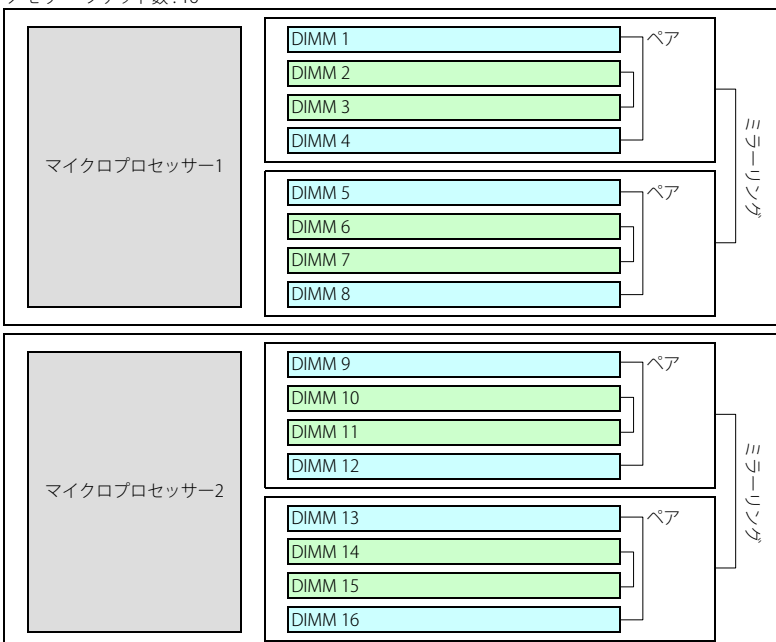 マイクロプロセッサー1
DIMM 1
ペア
DIMM 2
DIMM 3
DIMM 4
DIMM 5
ペア
DIMM 6
DIMM 7
DIMM 8
ミラーリング
マイクロプロセッサー2
DIMM 9
ペア
DIMM 10
DIMM 11
DIMM 12
DIMM 13
ペア
DIMM 14
DIMM 15
DIMM 16
ミラーリング